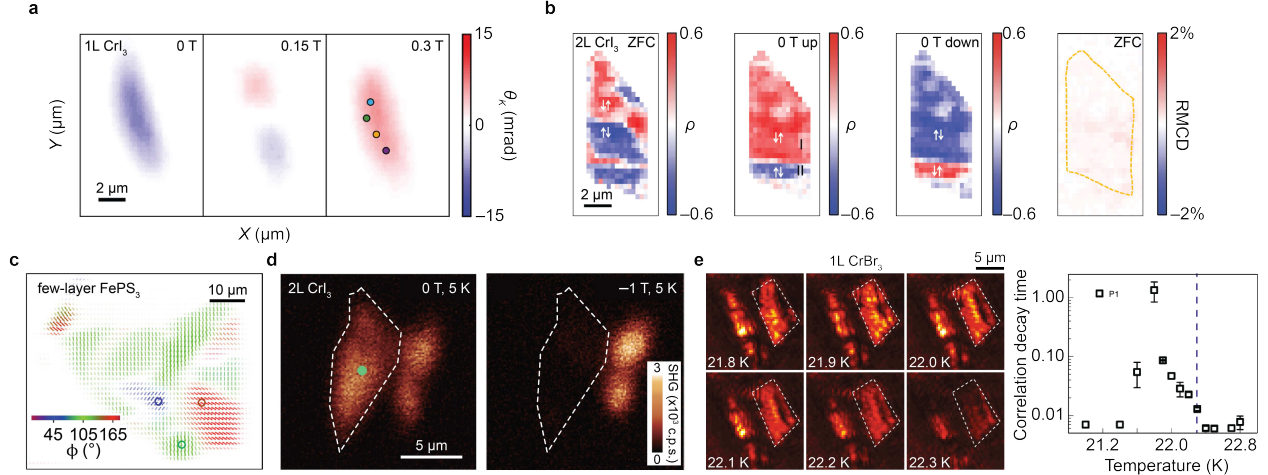 a
1L CrI3
0 T
0.15 T
0.3 T
15
0
−15
θK (mrad)
Y (μm)
2 μm
X (μm)
b
2L CrI3 ZFC
0.6
ρ
−0.6
2 μm
↓↑
↑↓
0 T up
0.6
ρ
−0.6
↓↑
I
↑↓
II
0 T down
0.6
ρ
−0.6
↑↓
↓↑
ZFC
2%
RMCD
−2%
c
few-layer FePS3
10 μm
45 105 165
ϕ (°)
d
2L CrI3
0 T, 5 K
5 μm
−1 T, 5 K
3
0
SHG (x10³ c.p.s.)
e
1L CrBr3
5 μm
21.8 K
21.9 K
22.0 K
22.1 K
22.2 K
22.3 K
Correlation decay time
1.00
0.10
0.01
P1
21.2 22.0 22.8
Temperature (K)